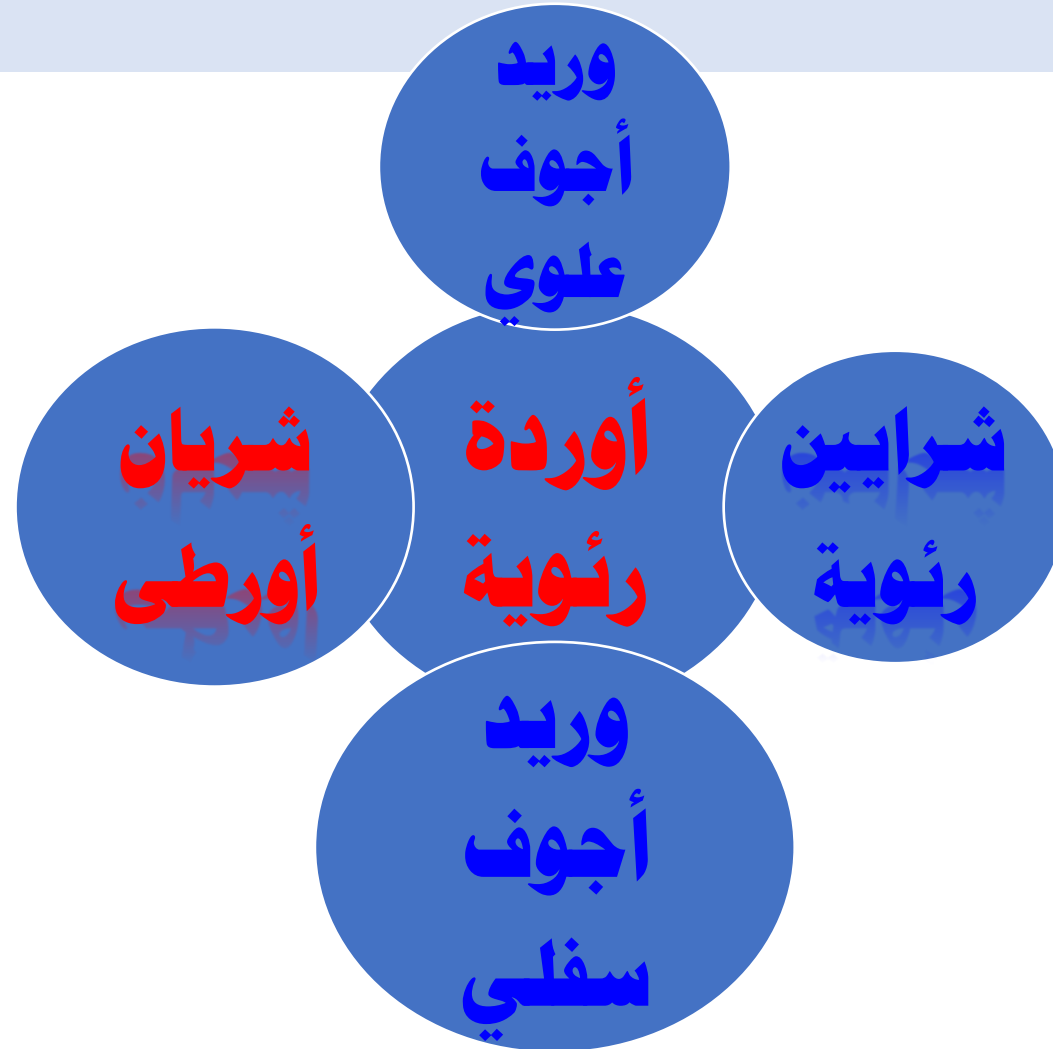 وريد
أجوف
علوي
شرايين
رئوية
أوردة
رئوية
شريان
أورطى
وريد
أجوف
سفلي